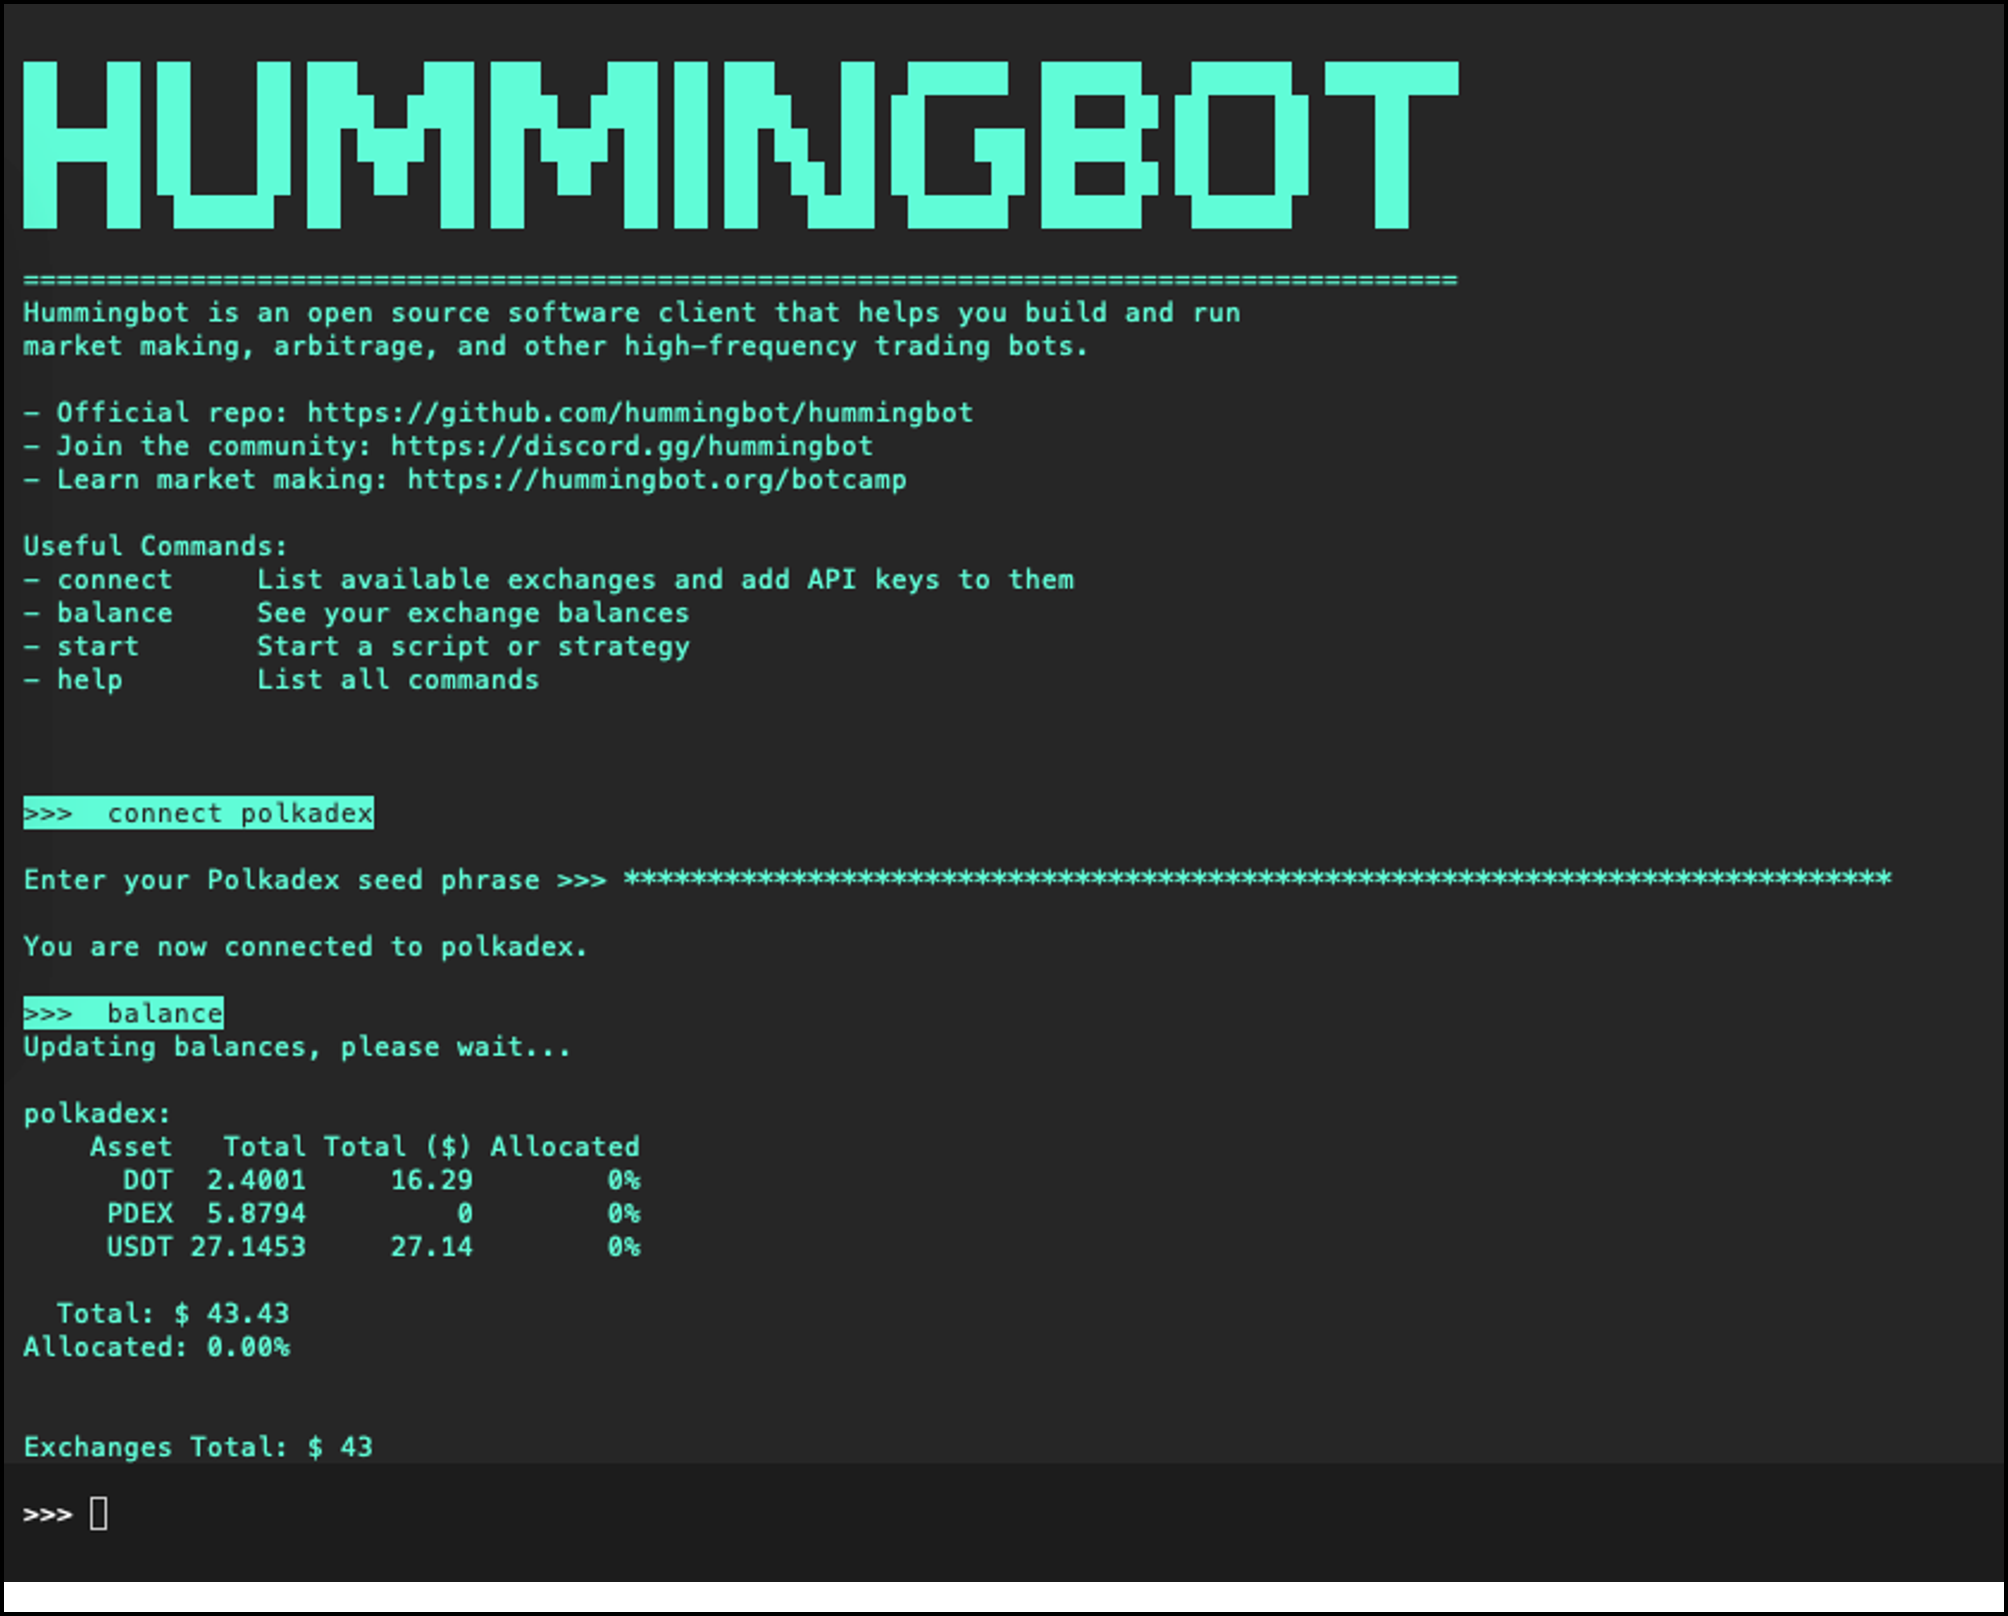 HUMMINGBOT
======================================================================================
Hummingbot is an open source software client that helps you build and run
market making, arbitrage, and other high-frequency trading bots.
- Official repo: https://github.com/hummingbot/hummingbot
- Join the community: https://discord.gg/hummingbot
- Learn market making: https://hummingbot.org/botcamp
Useful Commands:
- connect     List available exchanges and add API keys to them
- balance     See your exchange balances
- start       Start a script or strategy
- help        List all commands
>>>  connect polkadex
Enter your Polkadex seed phrase >>> ****************************************************************************
You are now connected to polkadex.
>>>  balance
Updating balances, please wait...
polkadex:
    Asset   Total Total ($) Allocated
      DOT  2.4001     16.29        0%
     PDEX  5.8794         0        0%
     USDT 27.1453     27.14        0%
  Total: $ 43.43
Allocated: 0.00%
Exchanges Total: $ 43
>>>